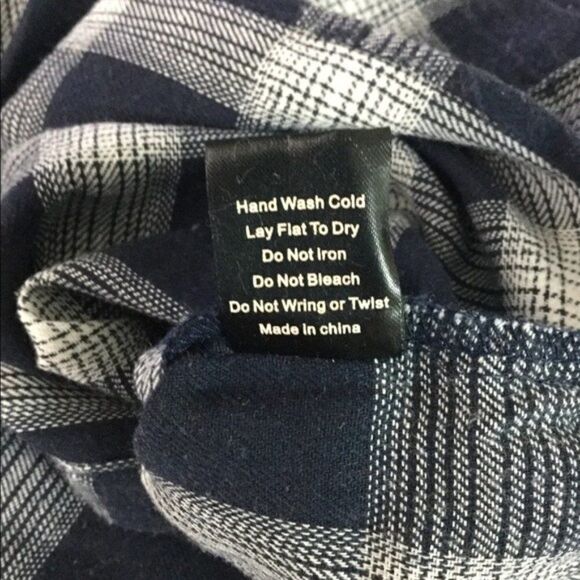 Hand Wash Cold
Lay Flat To Dry
Do Not Iron
Do Not Bleach
Do Not Wring or Twist
Made in china